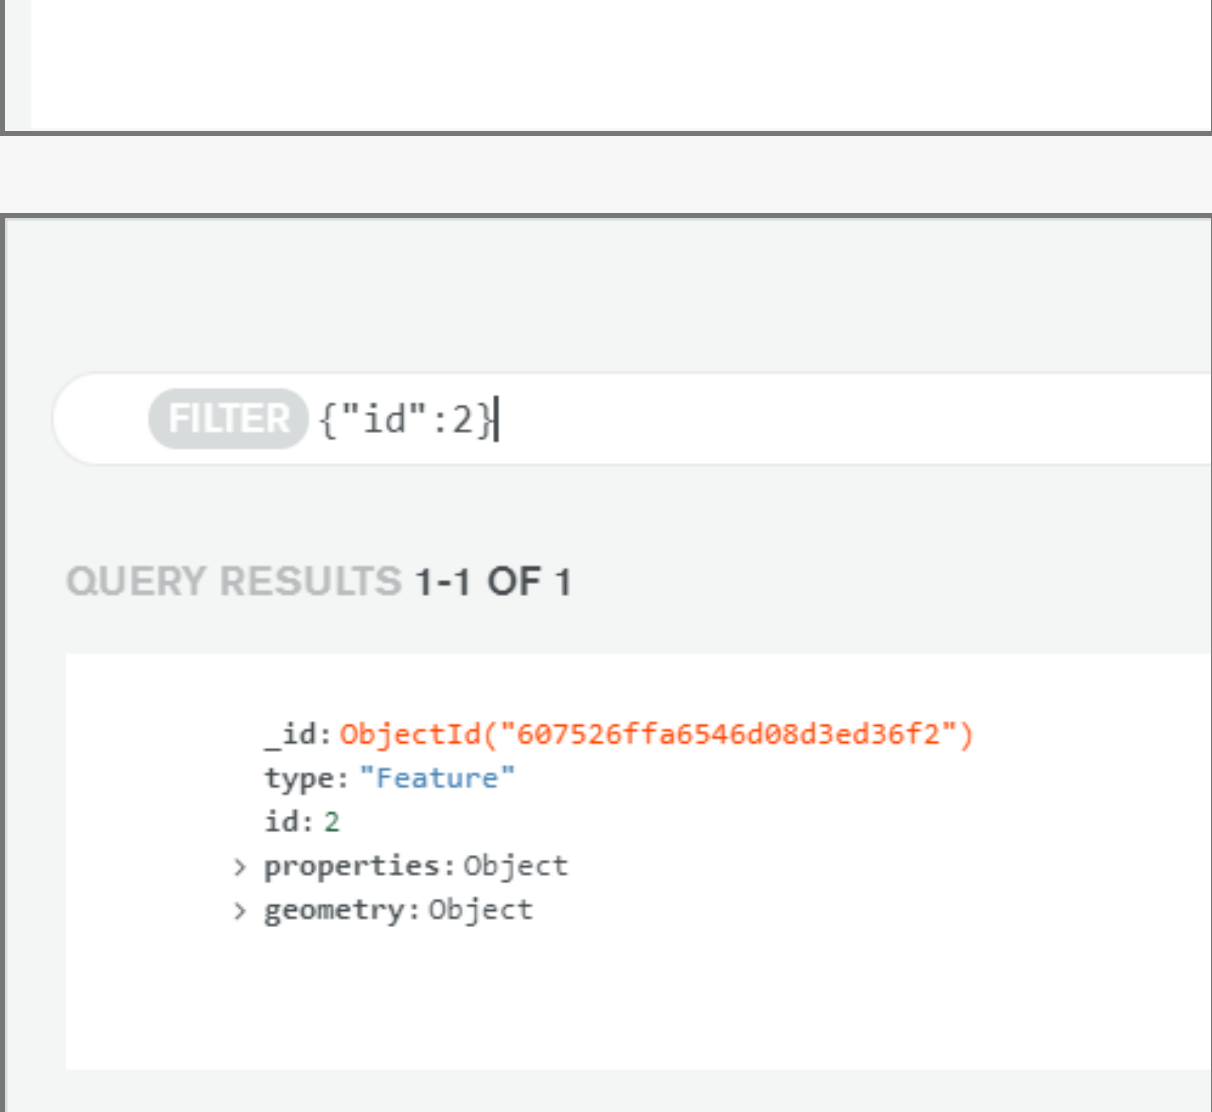 FILTER {"id":2}
QUERY RESULTS 1-1 OF 1
_id: ObjectId("607526ffa6546d08d3ed36f2")
type: "Feature"
id: 2
> properties: Object
> geometry: Object